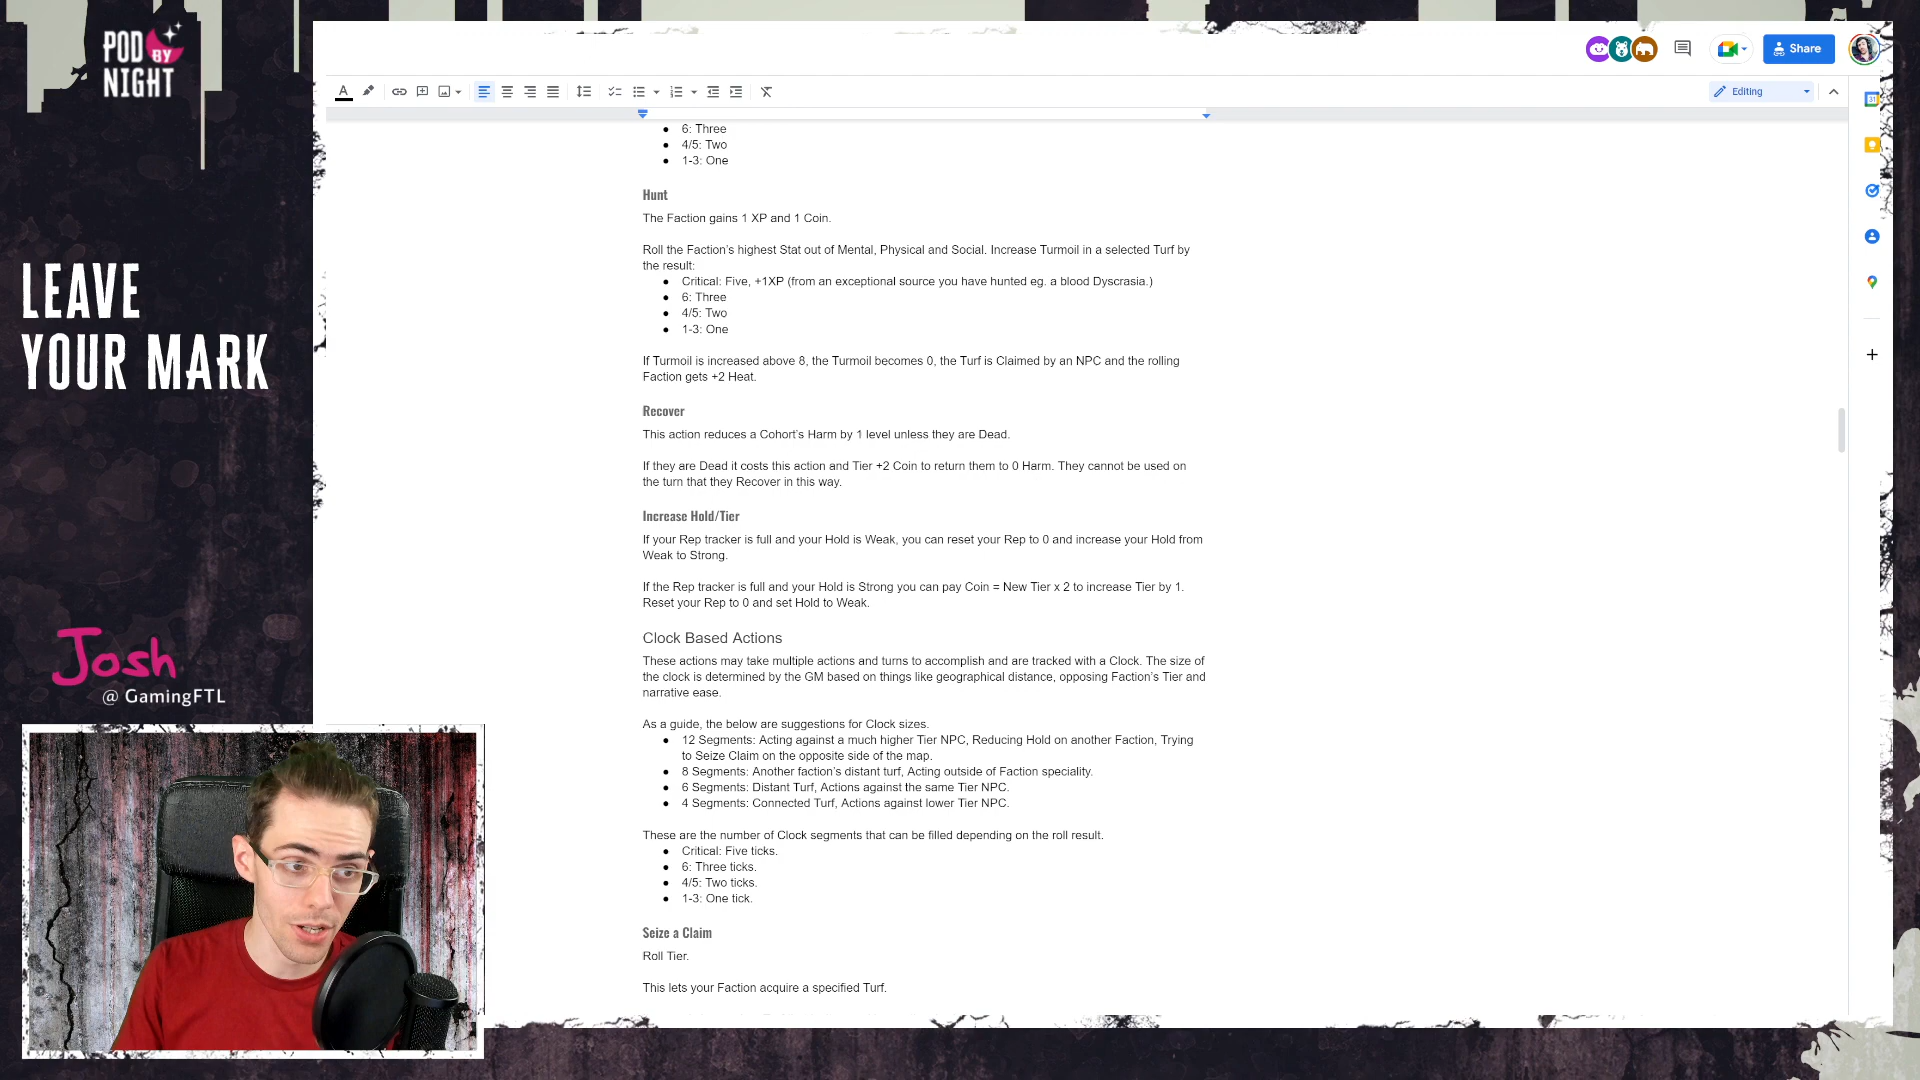 POD BY NIGHT
LEAVE
YOUR MARK
Josh
@ GamingFTL
Share
A
Editing
31
6: Three
4/5: Two
1-3: One
Hunt
The Faction gains 1 XP and 1 Coin.
Roll the Faction's highest Stat out of Mental, Physical and Social. Increase Turmoil in a selected Turf by
the result:
Critical: Five, +1XP (from an exceptional source you have hunted eg. a blood Dyscrasia.)
6: Three
4/5: Two
1-3: One
If Turmoil is increased above 8, the Turmoil becomes 0, the Turf is Claimed by an NPC and the rolling
Faction gets +2 Heat.
Recover
This action reduces a Cohort's Harm by 1 level unless they are Dead.
If they are Dead it costs this action and Tier +2 Coin to return them to 0 Harm. They cannot be used on
the turn that they Recover in this way.
Increase Hold/Tier
If your Rep tracker is full and your Hold is Weak, you can reset your Rep to 0 and increase your Hold from
Weak to Strong.
If the Rep tracker is full and your Hold is Strong you can pay Coin = New Tier x 2 to increase Tier by 1.
Reset your Rep to 0 and set Hold to Weak.
Clock Based Actions
These actions may take multiple actions and turns to accomplish and are tracked with a Clock. The size of
the clock is determined by the GM based on things like geographical distance, opposing Faction's Tier and
narrative ease.
As a guide, the below are suggestions for Clock sizes.
12 Segments: Acting against a much higher Tier NPC, Reducing Hold on another Faction, Trying
to Seize Claim on the opposite side of the map.
8 Segments: Another faction's distant turf, Acting outside of Faction speciality.
6 Segments: Distant Turf, Actions against the same Tier NPC.
4 Segments: Connected Turf, Actions against lower Tier NPC.
These are the number of Clock segments that can be filled depending on the roll result.
Critical: Five ticks.
6: Three ticks.
4/5: Two ticks.
1-3: One tick.
Seize a Claim
Roll Tier.
This lets your Faction acquire a specified Turf.